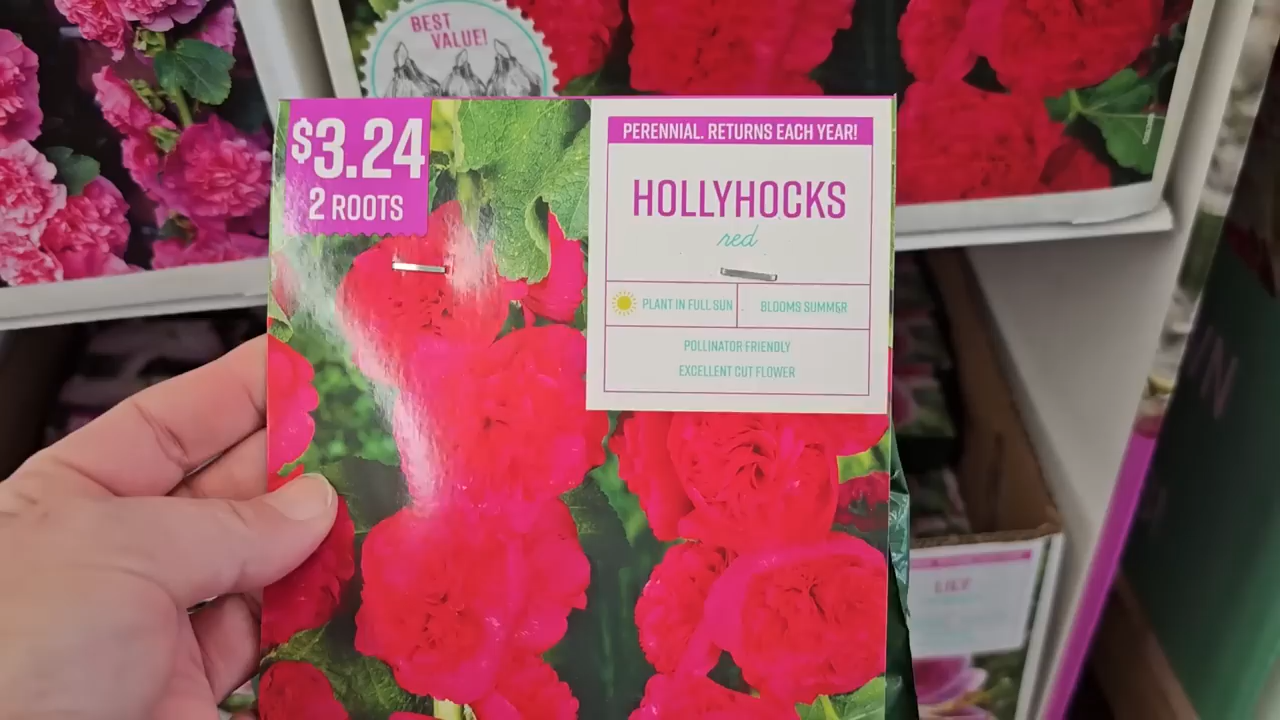 BEST
VALUE!
$3.24
2 ROOTS
PERENNIAL. RETURNS EACH YEAR!
HOLLYHOCKS
red
PLANT IN FULL SUN
BLOOMS SUMMER
POLLINATOR FRIENDLY
EXCELLENT CUT FLOWER
LILY